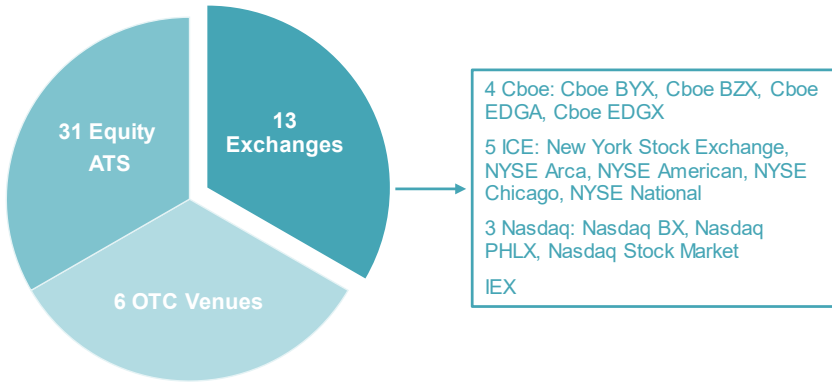 31 Equity
ATS
13
Exchanges
6 OTC Venues
4 Cboe: Cboe BYX, Cboe BZX, Cboe
EDGA, Cboe EDGX
5 ICE: New York Stock Exchange,
NYSE Arca, NYSE American, NYSE
Chicago, NYSE National
3 Nasdaq: Nasdaq BX, Nasdaq
PHLX, Nasdaq Stock Market
IEX